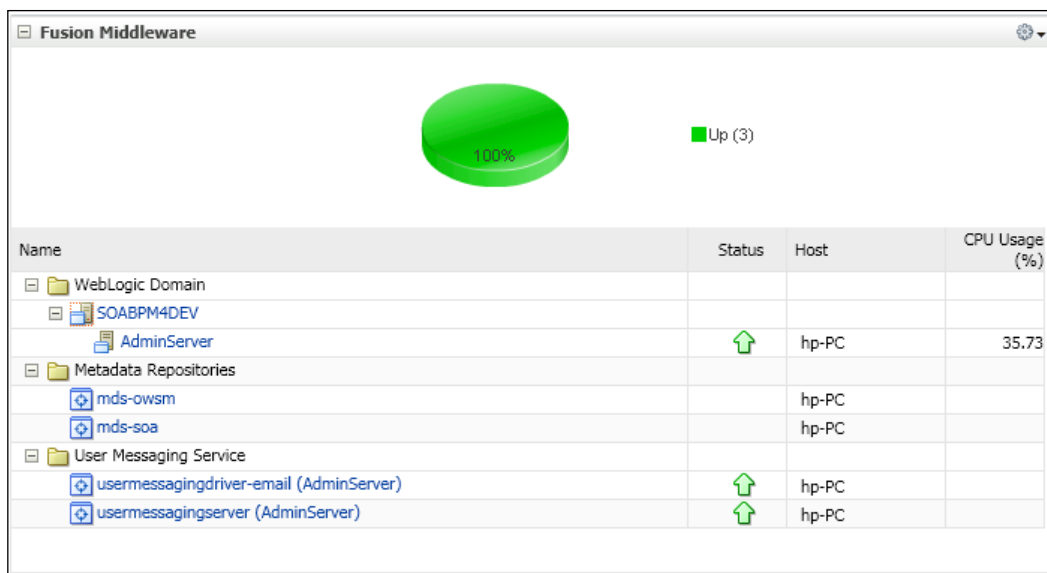 Fusion Middleware
100%
Up (3)
Name Status Host CPU Usage
(%)
WebLogic Domain
SOABPM4DEV
AdminServer hp-PC 35.73
Metadata Repositories
mds-owsm hp-PC
mds-soa hp-PC
User Messaging Service
usermessagingdriver-email (AdminServer) hp-PC
usermessagingserver (AdminServer) hp-PC